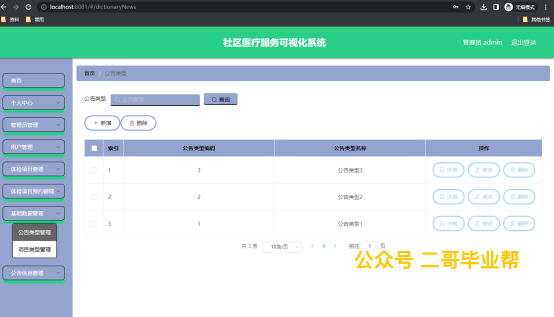 localhost:8081/#/dictionaryNews
无痕模式
资料 常用
其他书签
社区医疗服务可视化系统
管理员 admin 退出登录
首页
个人中心
管理员管理
用户管理
体检项目管理
体检项目预约管理
基础数据管理
公告类型管理
项目类型管理
公告信息管理
首页 公告类型
公告类型 公告类型 查询
+ 新增 删除
索引 公告类型编码 公告类型名称 操作
1 3 公告类型3 详情 修改 删除
2 2 公告类型2 详情 修改 删除
3 1 公告类型1 详情 修改 删除
共 3 条 10条/页 1 前往 1 页
公众号 二哥毕业帮